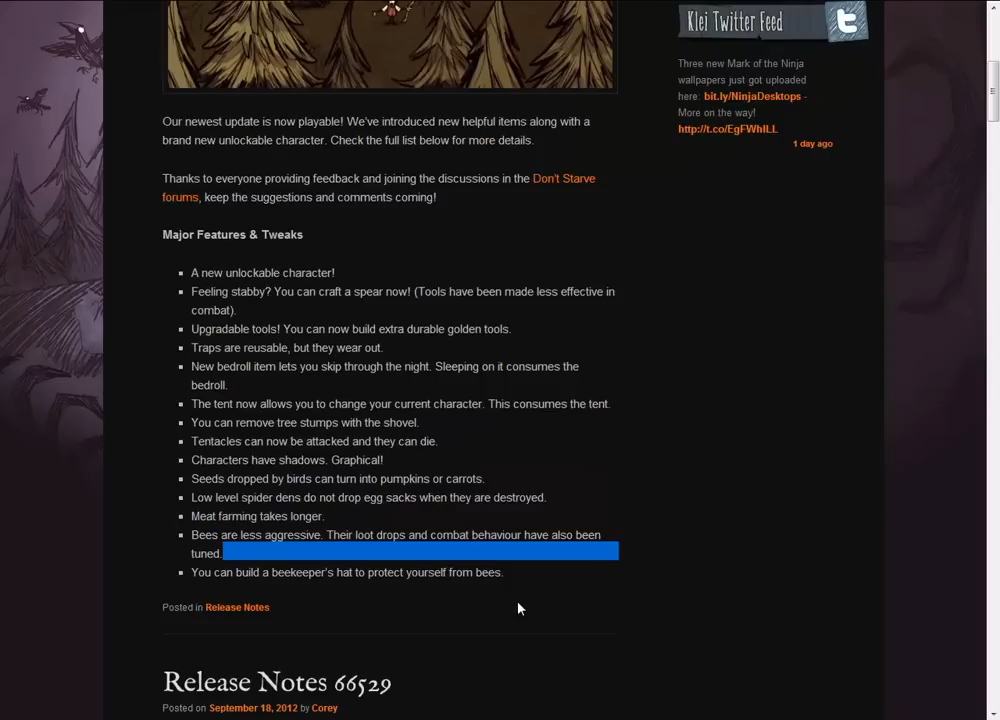 Klei Twitter Feed
Three new Mark of the Ninja
wallpapers just got uploaded
here: bit.ly/NinjaDesktops -
More on the way!
http://t.co/EgFWhILL
1 day ago
Our newest update is now playable! We've introduced new helpful items along with a
brand new unlockable character. Check the full list below for more details.
Thanks to everyone providing feedback and joining the discussions in the Don't Starve
forums, keep the suggestions and comments coming!
Major Features & Tweaks
A new unlockable character!
Feeling stabby? You can craft a spear now! (Tools have been made less effective in
combat).
Upgradable tools! You can now build extra durable golden tools.
Traps are reusable, but they wear out.
New bedroll item lets you skip through the night. Sleeping on it consumes the
bedroll.
The tent now allows you to change your current character. This consumes the tent.
You can remove tree stumps with the shovel.
Tentacles can now be attacked and they can die.
Characters have shadows. Graphical!
Seeds dropped by birds can turn into pumpkins or carrots.
Low level spider dens do not drop egg sacks when they are destroyed.
Meat farming takes longer.
Bees are less aggressive. Their loot drops and combat behaviour have also been
tuned.
You can build a beekeeper's hat to protect yourself from bees.
Posted in Release Notes
Release Notes 66529
Posted on September 18, 2012 by Corey